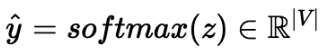 ŷ = softmax(z) ∈ ℝ^|V|